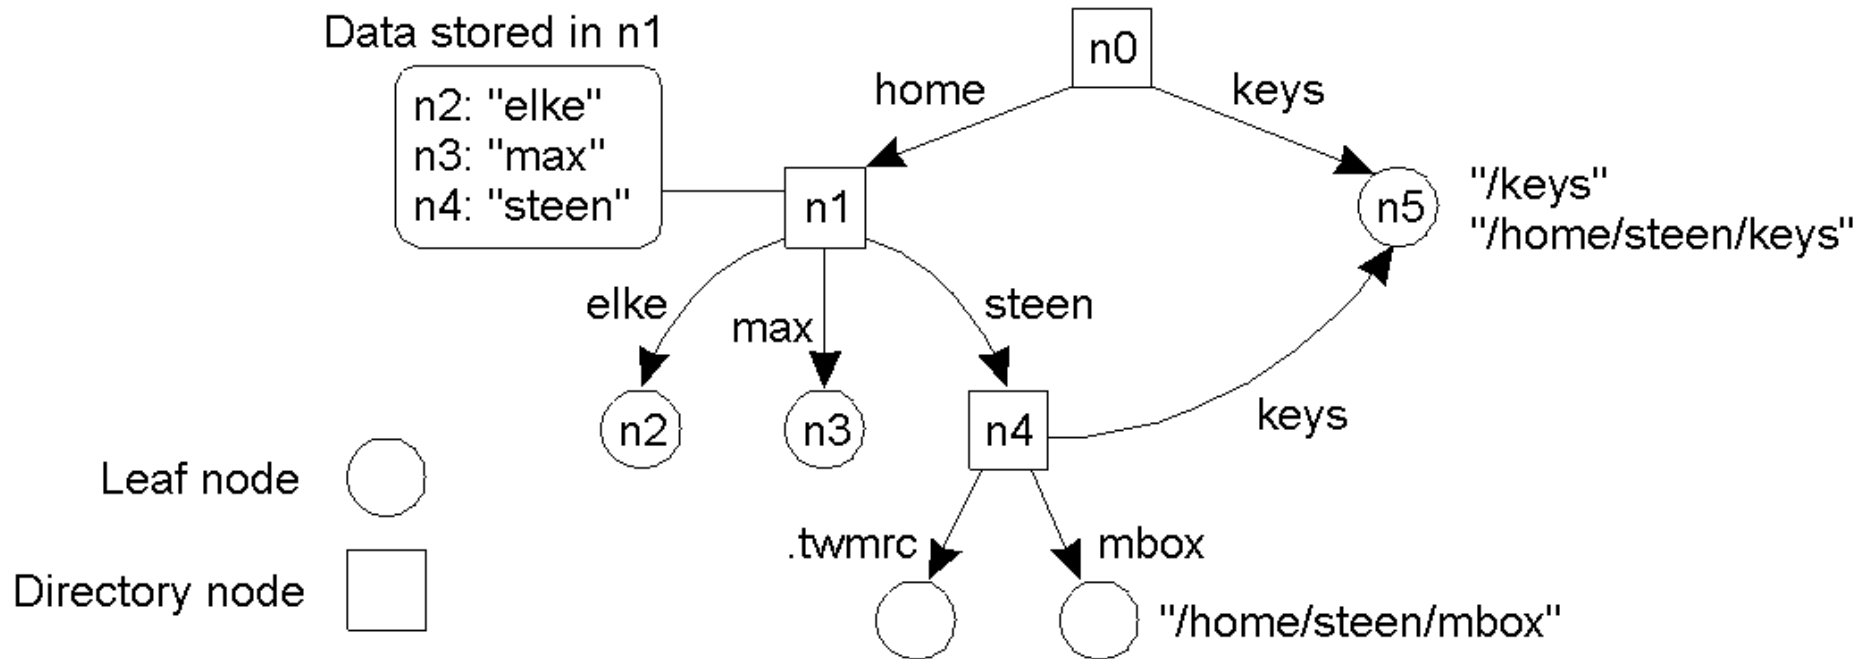 Data stored in n1
n0
home
keys
n2: "elke"
n3: "max"
n4: "steen"
n1
n5
"/keys"
"/home/steen/keys"
elke
max
steen
n2
n3
n4
keys
Leaf node
.twmrc
mbox
Directory node
"/home/steen/mbox"